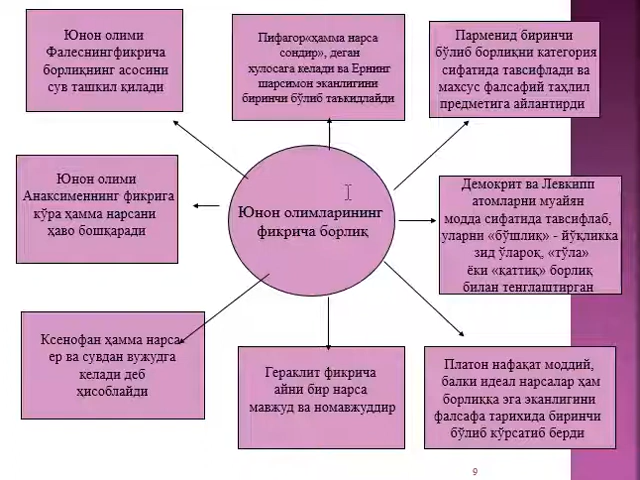 Юнон олими
Фалеснингфикрича
борлиқнинг асосини
сув ташкил қилади
Пифагор«ҳамма нарса
сондир», деган
хулосага келади ва Ернинг
шарсимон эканлигини
биринчи бўлиб таъкидлайди
Парменид биринчи
бўлиб борлиқни категория
сифатида тавсифлади ва
махсус фалсафий таҳлил
предметига айлантирди
Юнон олими
Анаксименнинг фикрига
кўра ҳамма нарсани
ҳаво бошқаради
Юнон олимларининг
фикрича борлиқ
Демокрит ва Левкипп
атомларни муайян
модда сифатида тавсифлаб,
уларни «бўшлиқ» - йўқликка
зид ўлароқ, «тўла»
ёки «қаттиқ» борлиқ
билан тенглаштирган
Ксенофан ҳамма нарса
ер ва сувдан вужудга
келади деб
ҳисоблайди
Гераклит фикрича
айни бир нарса
мавжуд ва номавжуддир
Платон нафақат моддий,
балки идеал нарсалар ҳам
борлиққа эга эканлигини
фалсафа тарихида биринчи
бўлиб кўрсатиб берди
9